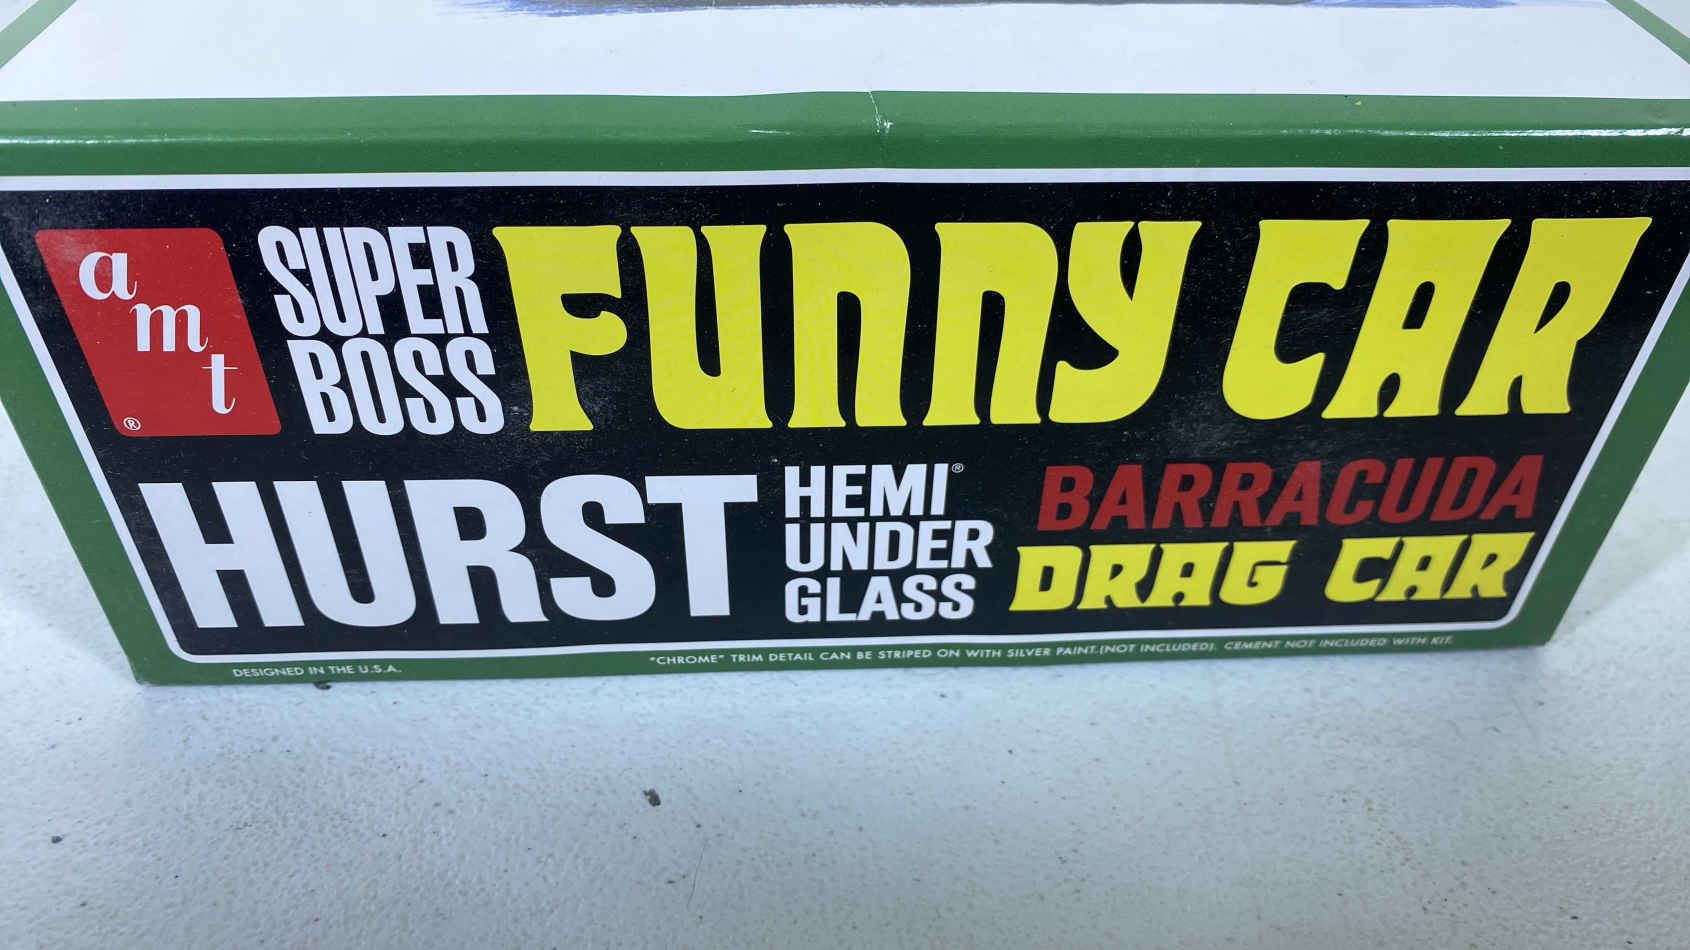 amt®
SUPER
BOSS
FUNNY CAR
HURST
HEMI®
UNDER
GLASS
BARRACUDA
DRAG CAR
DESIGNED IN THE U.S.A.
"CHROME" TRIM DETAIL CAN BE STRIPED ON WITH SILVER PAINT.(NOT INCLUDED). CEMENT NOT INCLUDED WITH KIT.